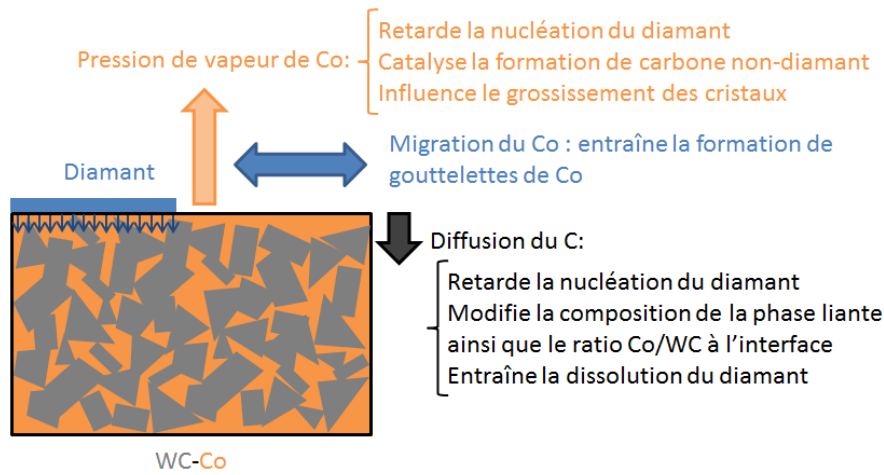 Pression de vapeur de Co:
Retarde la nucléation du diamant
Catalyse la formation de carbone non-diamant
Influence le grossissement des cristaux
Migration du Co : entraîne la formation de
gouttelettes de Co
Diamant
Diffusion du C:
Retarde la nucléation du diamant
Modifie la composition de la phase liante
ainsi que le ratio Co/WC à l'interface
Entraîne la dissolution du diamant
WC-Co